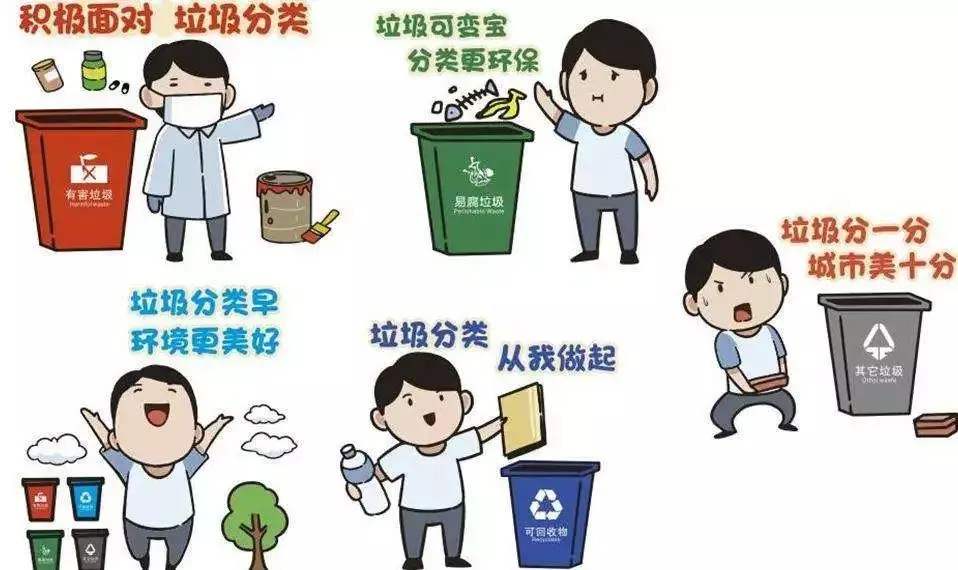 积极面对 垃圾分类
有害垃圾
Harmful waste
垃圾可变宝
分类更环保
易腐垃圾
Perishable Waste
垃圾分一分
城市美十分
其它垃圾
Other waste
垃圾分类早
环境更美好
垃圾分类
从我做起
可回收物
Recyclable